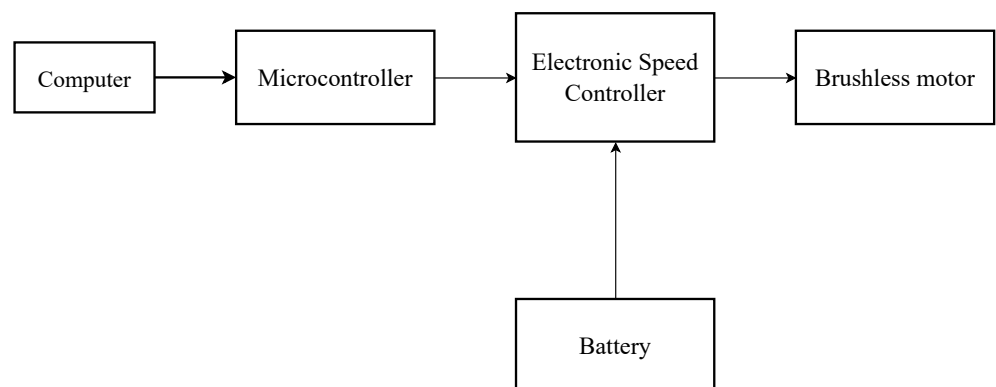 Computer
Microcontroller
Electronic Speed
Controller
Brushless motor
Battery